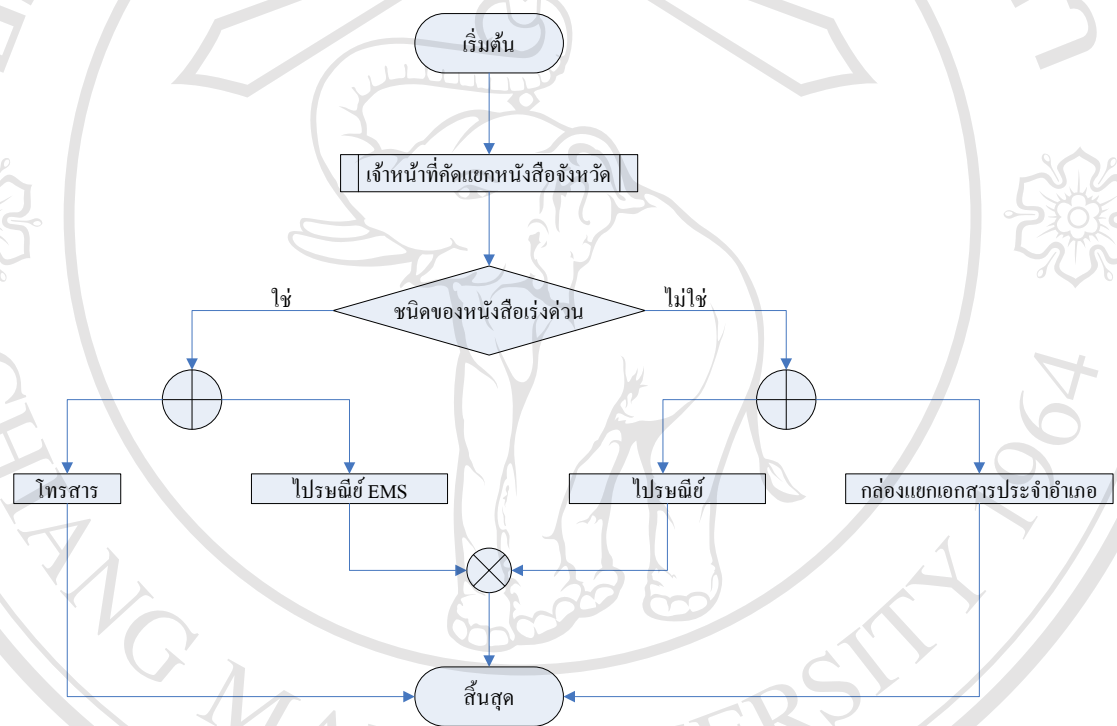 เริ่มต้น
เจ้าหน้าที่คัดแยกหนังสือจังหวัด
ชนิดของหนังสือเร่งด่วน
ใช่
ไม่ใช่
โทรสาร
ไปรษณีย์ EMS
ไปรษณีย์
กล่องแยกเอกสารประจำอำเภอ
สิ้นสุด
CHIANG MAI UNIVERSITY 1964